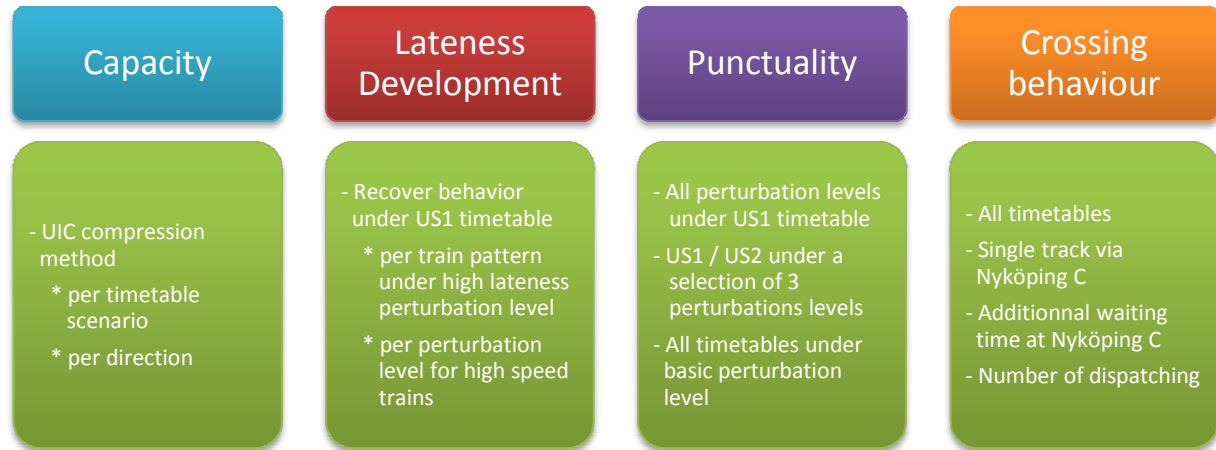 Capacity
- UIC compression
method
* per timetable
scenario
* per direction
Lateness
Development
- Recover behavior
under US1 timetable
* per train pattern
under high lateness
perturbation level
* per perturbation
level for high speed
trains
Punctuality
- All perturbation levels
under US1 timetable
- US1 / US2 under a
selection of 3
perturbations levels
- All timetables under
basic perturbation
level
Crossing
behaviour
- All timetables
- Single track via
Nyköping C
- Additionnal waiting
time at Nyköping C
- Number of dispatching